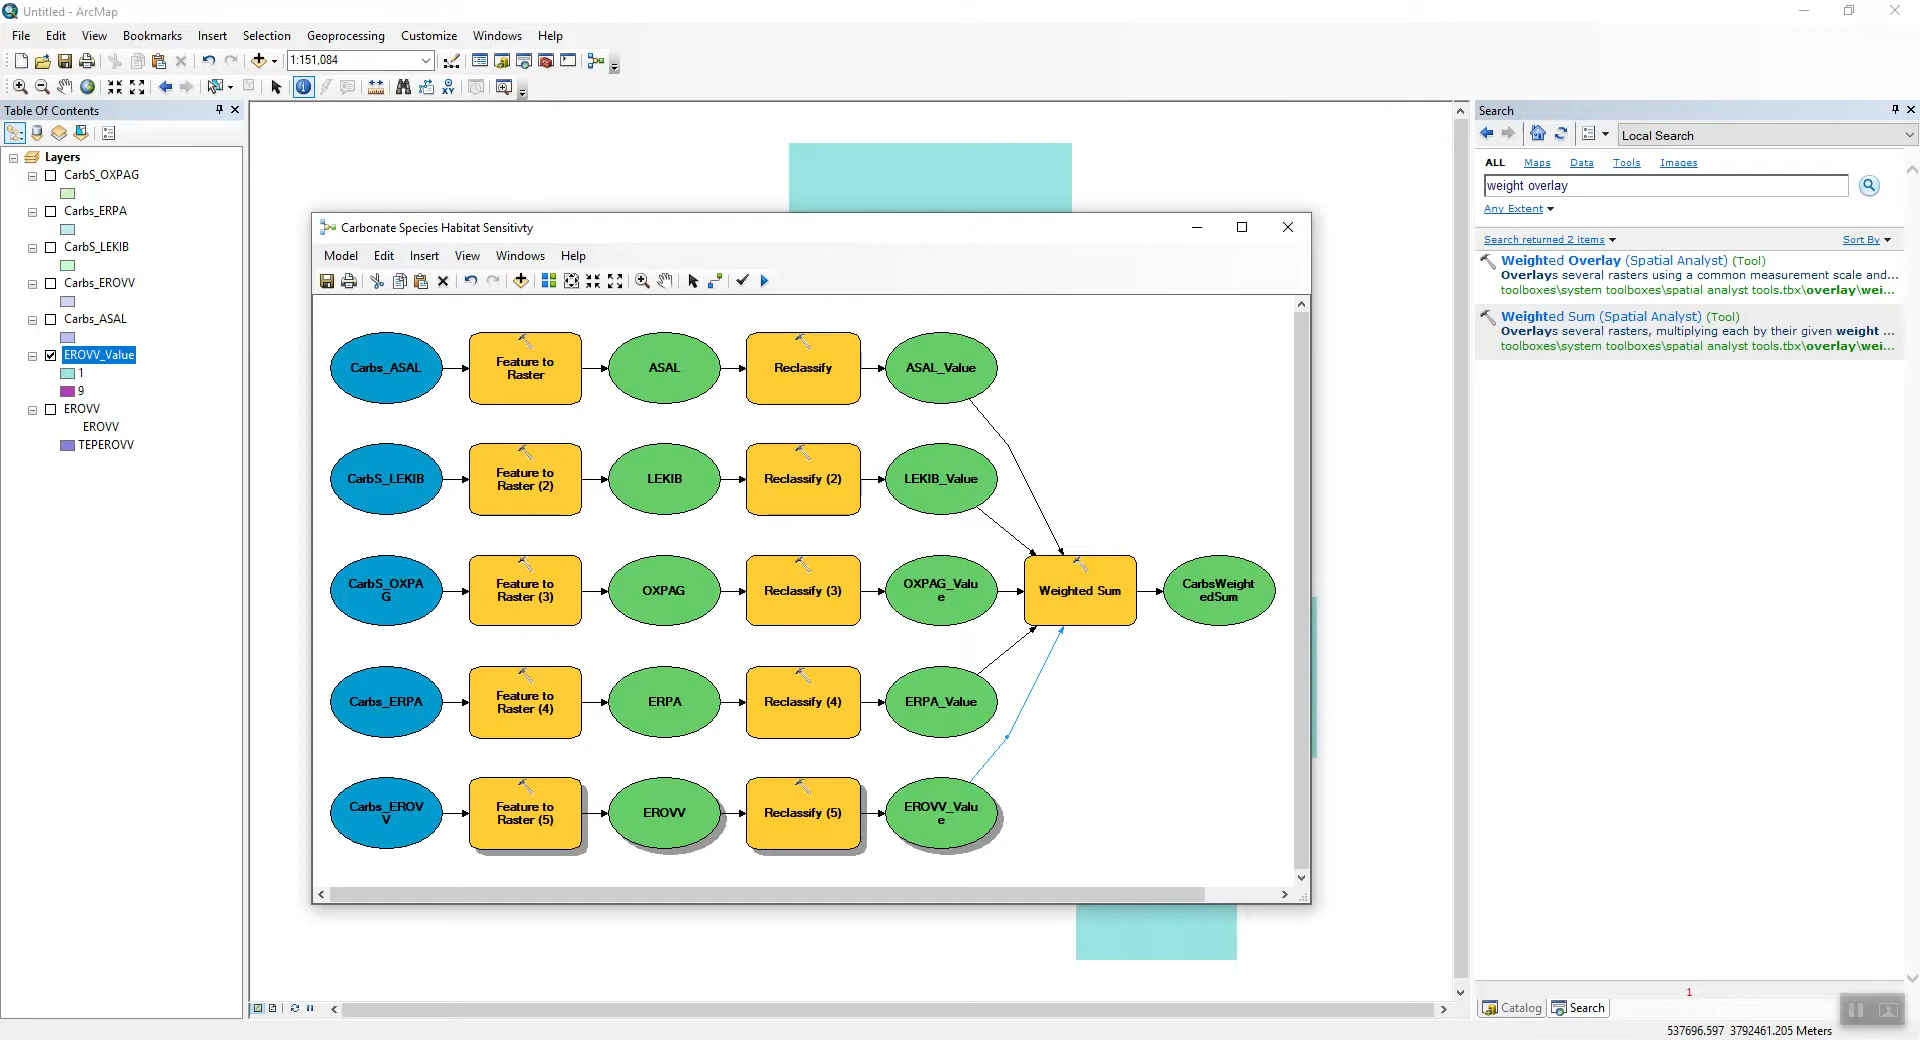 Untitled - ArcMap
File Edit View Bookmarks Insert Selection Geoprocessing Customize Windows Help
1:151,084
Table Of Contents
Layers
CarbS_OXPAG
Carbs_ERPA
CarbS_LEKIB
Carbs_EROVV
Carbs_ASAL
EROVV_Value
1
9
EROVV
EROVV
TEPEROVV
Carbonate Species Habitat Sensitivty
Model Edit Insert View Windows Help
Carbs_ASAL
Feature to
Raster
ASAL
Reclassify
ASAL_Value
CarbS_LEKIB
Feature to
Raster (2)
LEKIB
Reclassify (2)
LEKIB_Value
CarbS_OXPA
G
Feature to
Raster (3)
OXPAG
Reclassify (3)
OXPAG_Valu
e
Weighted Sum
CarbsWeight
edSum
Carbs_ERPA
Feature to
Raster (4)
ERPA
Reclassify (4)
ERPA_Value
Carbs_EROV
V
Feature to
Raster (5)
EROVV
Reclassify (5)
EROVV_Valu
e
Search
Local Search
ALL Maps Data Tools Images
weight overlay
Any Extent
Search returned 2 items Sort By
Weighted Overlay (Spatial Analyst) (Tool)
Overlays several rasters using a common measurement scale and...
toolboxes\system toolboxes\spatial analyst tools.tbx\overlay\wei...
Weighted Sum (Spatial Analyst) (Tool)
Overlays several rasters, multiplying each by their given weight ...
toolboxes\system toolboxes\spatial analyst tools.tbx\overlay\wei...
1
Catalog Search
537696.597 3792461.205 Meters